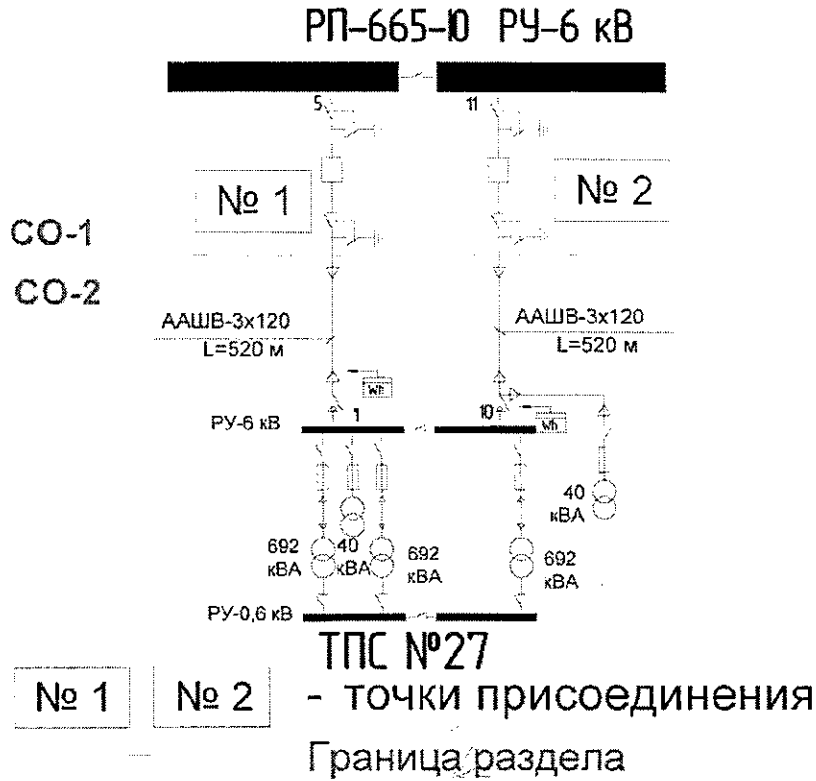 РП-665-Ю РУ-6 кВ
5
11
№ 1
№ 2
СО-1
СО-2
ААШВ-3х120
L=520 м
ААШВ-3х120
L=520 м
Wh
Wh
РУ-6 кВ
1
10
40
кВА
692
кВА
40
кВА
692
кВА
692
кВА
РУ-0,6 кВ
ТПС №27
№ 1 № 2 - точки присоединения
Граница раздела